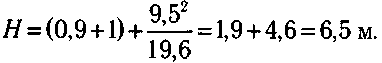 H = (0,9 + 1) + 9,5²/19,6 = 1,9 + 4,6 = 6,5 м.